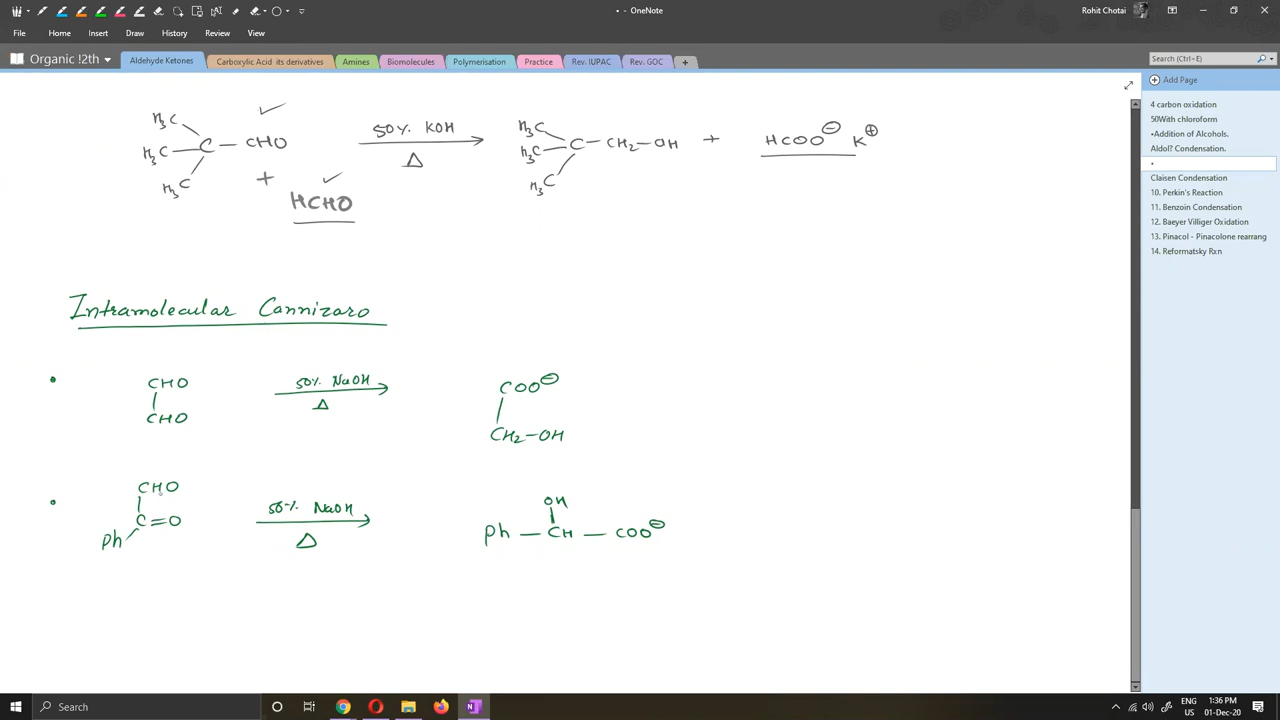 • OneNote
Rohit Chotai
File Home Insert Draw History Review View
Organic !2th
Aldehyde Ketones
Carboxylic Acid its derivatives
Amines
Biomolecules
Polymerisation
Practice
Rev. IUPAC
Rev. GOC
+
Search (Ctrl+E)
Add Page
4 carbon oxidation
50With chloroform
•Addition of Alcohols.
Aldol? Condensation.
•
Claisen Condensation
10. Perkin's Reaction
11. Benzoin Condensation
12. Baeyer Villiger Oxidation
13. Pinacol - Pinacolone rearrang
14. Reformatsky Rxn
H₃C
H₃C — C — CHO
H₃C
+
HCHO
50% KOH
Δ
H₃C
H₃C — C — CH₂—OH + HCOO⊖ K⊕
H₃C
Intramolecular Cannizaro
• CHO
CHO
50% NaOH
Δ
COO⊖
CH₂—OH
• CHO
C=O
Ph
50% NaOH
Δ
OH
Ph — CH — COO⊖
Search
ENG
US
1:36 PM
01-Dec-20